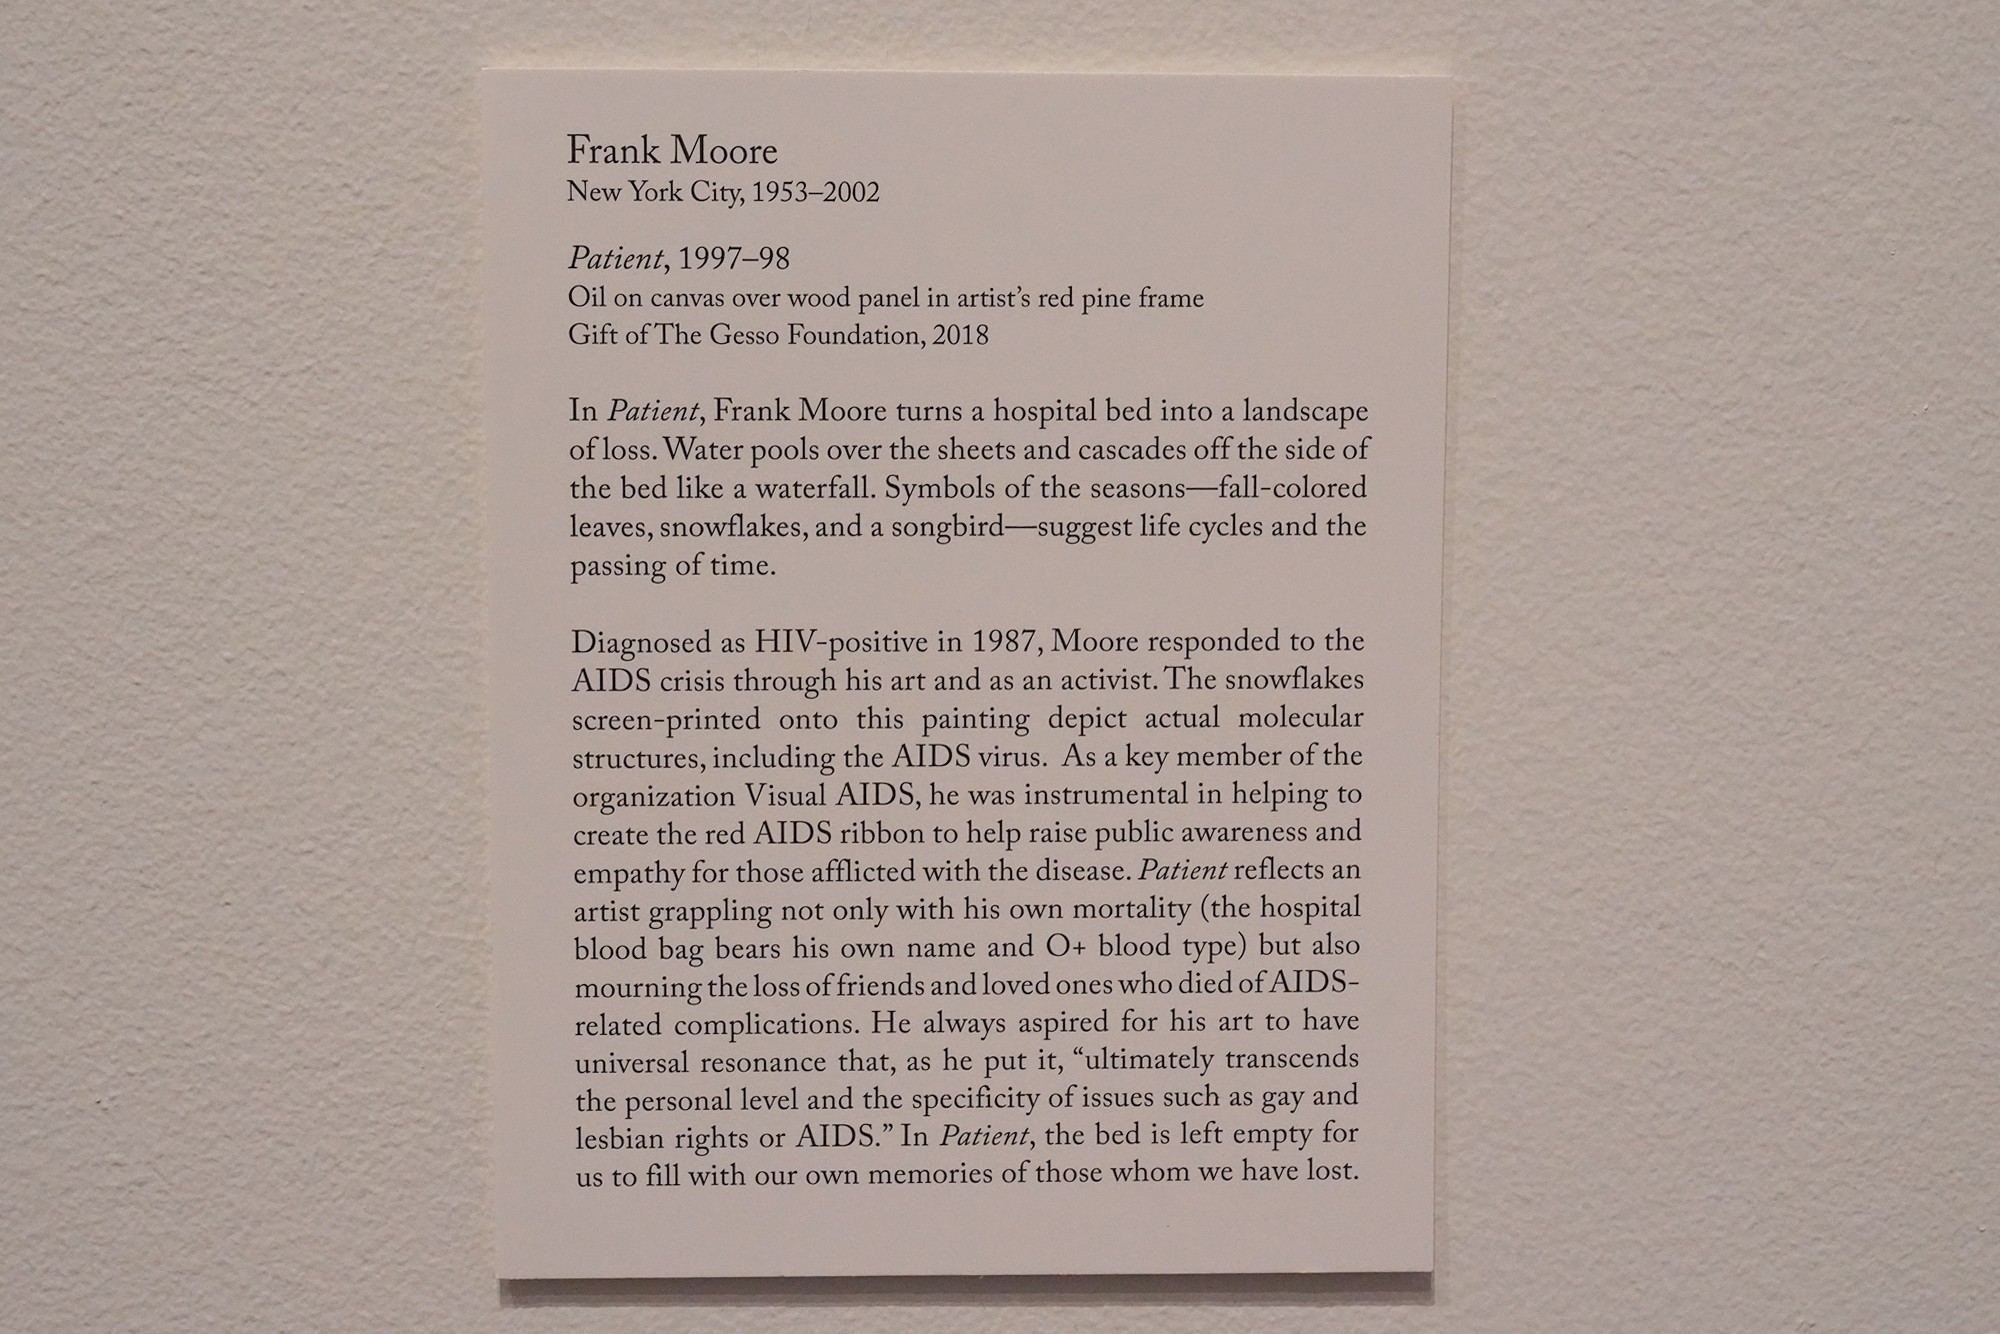 Frank Moore
New York City, 1953–2002
Patient, 1997–98
Oil on canvas over wood panel in artist’s red pine frame
Gift of The Gesso Foundation, 2018
In Patient, Frank Moore turns a hospital bed into a landscape
of loss. Water pools over the sheets and cascades off the side of
the bed like a waterfall. Symbols of the seasons—fall-colored
leaves, snowflakes, and a songbird—suggest life cycles and the
passing of time.
Diagnosed as HIV-positive in 1987, Moore responded to the
AIDS crisis through his art and as an activist. The snowflakes
screen-printed onto this painting depict actual molecular
structures, including the AIDS virus. As a key member of the
organization Visual AIDS, he was instrumental in helping to
create the red AIDS ribbon to help raise public awareness and
empathy for those afflicted with the disease. Patient reflects an
artist grappling not only with his own mortality (the hospital
blood bag bears his own name and O+ blood type) but also
mourning the loss of friends and loved ones who died of AIDS-
related complications. He always aspired for his art to have
universal resonance that, as he put it, “ultimately transcends
the personal level and the specificity of issues such as gay and
lesbian rights or AIDS.” In Patient, the bed is left empty for
us to fill with our own memories of those whom we have lost.